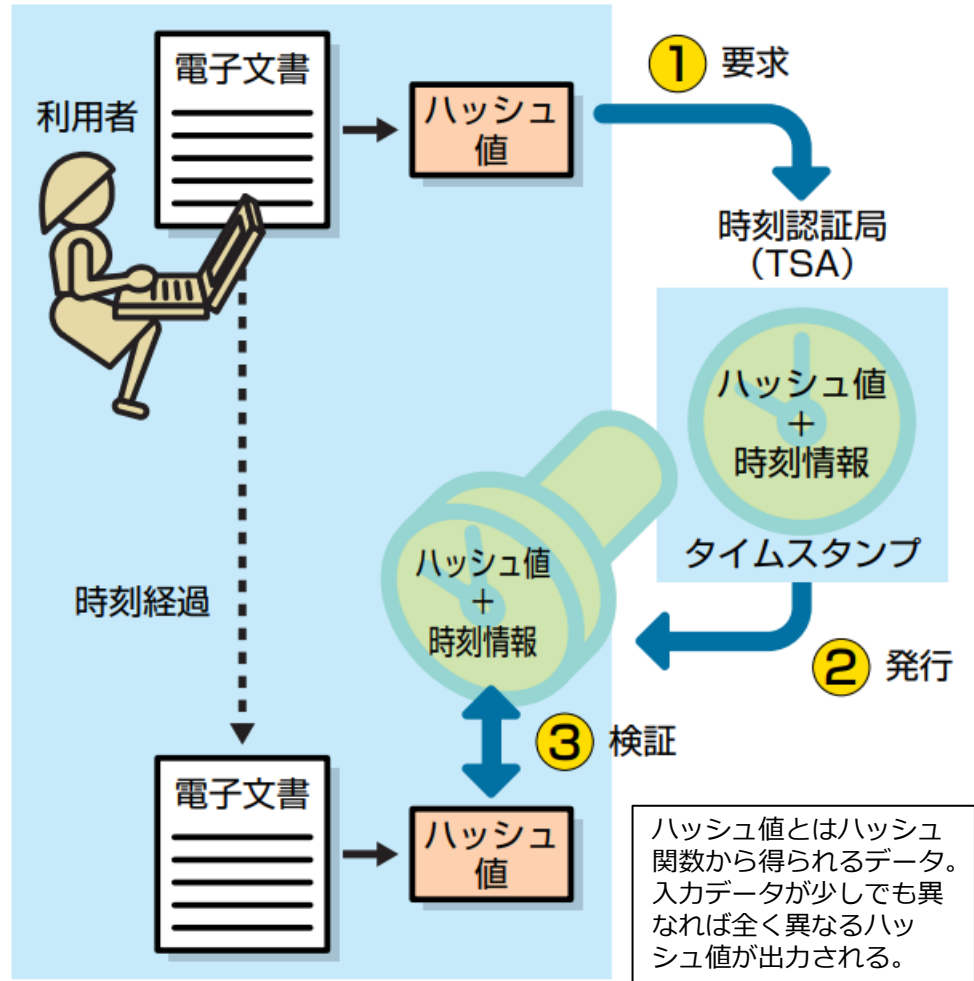 電子文書
利用者
ハッシュ
値
1 要求
時刻認証局
（TSA）
ハッシュ値
+
時刻情報
タイムスタンプ
2 発行
ハッシュ値
+
時刻情報
時刻経過
3 検証
電子文書
ハッシュ
値
ハッシュ値とはハッシュ
関数から得られるデータ。
入力データが少しでも異
なれば全く異なるハッ
シュ値が出力される。